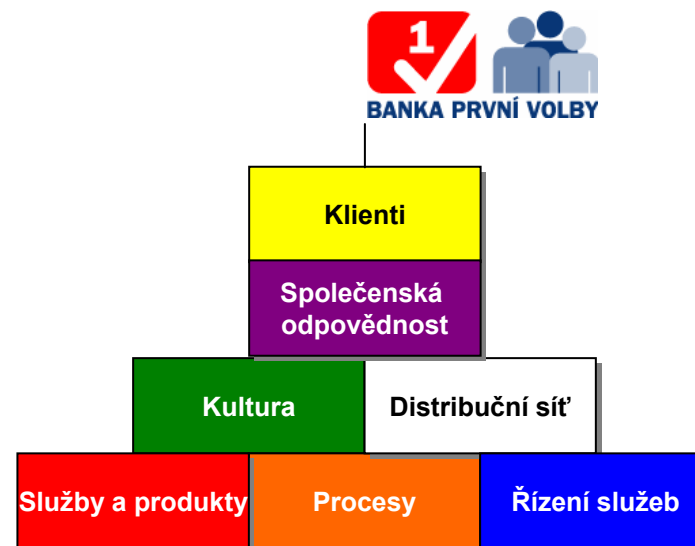 1
BANKA PRVNÍ VOLBY
Klienti
Společenská
odpovědnost
Kultura
Distribuční síť
Služby a produkty
Procesy
Řízení služeb